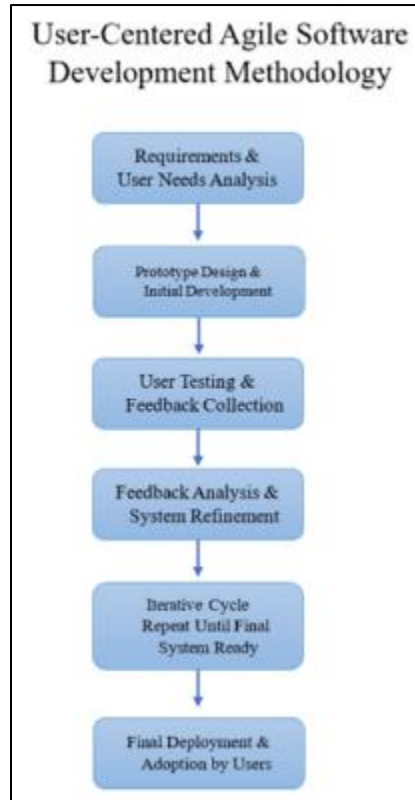 User-Centered Agile Software
Development Methodology
Requirements &
User Needs Analysis
Prototype Design &
Initial Development
User Testing &
Feedback Collection
Feedback Analysis &
System Refinement
Iterative Cycle
Repeat Until Final
System Ready
Final Deployment &
Adoption by Users